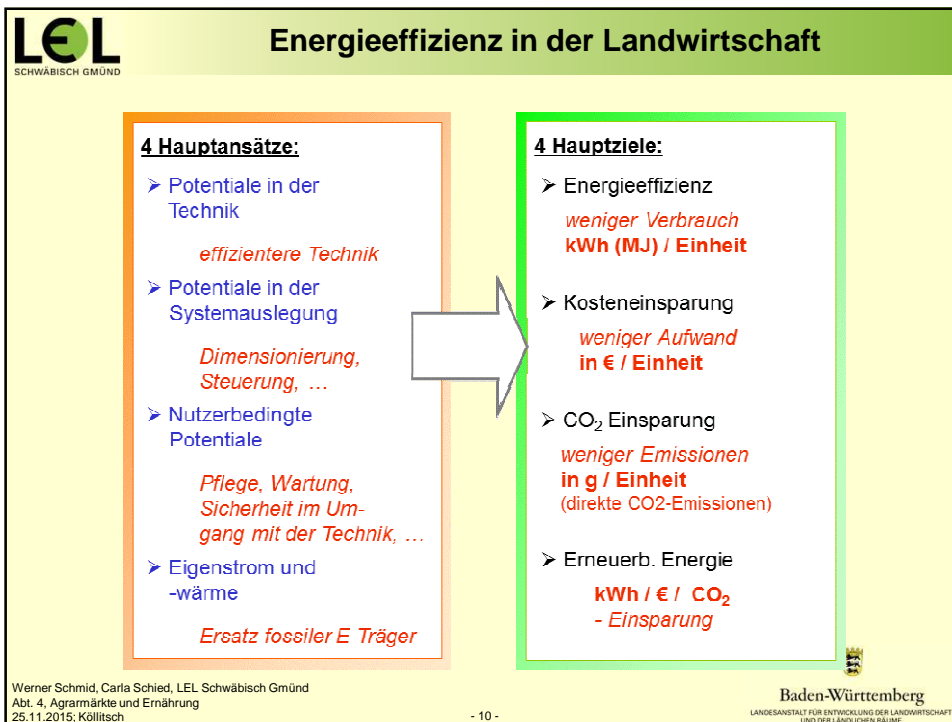 LEL
SCHWÄBISCH GMÜND
Energieeffizienz in der Landwirtschaft
4 Hauptansätze:
➢ Potentiale in der
Technik
effizientere Technik
➢ Potentiale in der
Systemauslegung
Dimensionierung,
Steuerung, …
➢ Nutzerbedingte
Potentiale
Pflege, Wartung,
Sicherheit im Um-
gang mit der Technik, …
➢ Eigenstrom und
-wärme
Ersatz fossiler E Träger
4 Hauptziele:
➢ Energieeffizienz
weniger Verbrauch
kWh (MJ) / Einheit
➢ Kosteneinsparung
weniger Aufwand
in € / Einheit
➢ CO₂ Einsparung
weniger Emissionen
in g / Einheit
(direkte CO2-Emissionen)
➢ Erneuerb. Energie
kWh / € / CO₂
- Einsparung
Werner Schmid, Carla Schied, LEL Schwäbisch Gmünd
Abt. 4, Agrarmärkte und Ernährung
25.11.2015; Köllitsch
- 10 -
Baden-Württemberg
LANDESANSTALT FÜR ENTWICKLUNG DER LANDWIRTSCHAFT
UND DER LÄNDLICHEN RÄUME